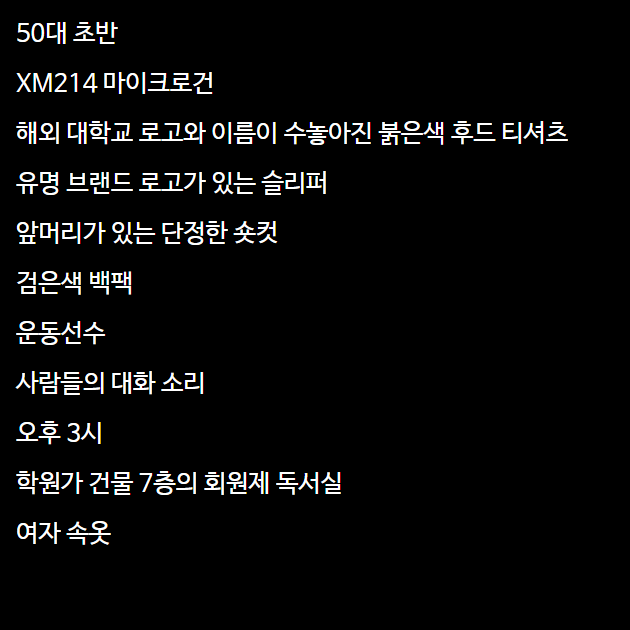 50대 초반
XM214 마이크로건
해외 대학교 로고와 이름이 수놓아진 붉은색 후드 티셔츠
유명 브랜드 로고가 있는 슬리퍼
앞머리가 있는 단정한 숏컷
검은색 백팩
운동선수
사람들의 대화 소리
오후 3시
학원가 건물 7층의 회원제 독서실
여자 속옷